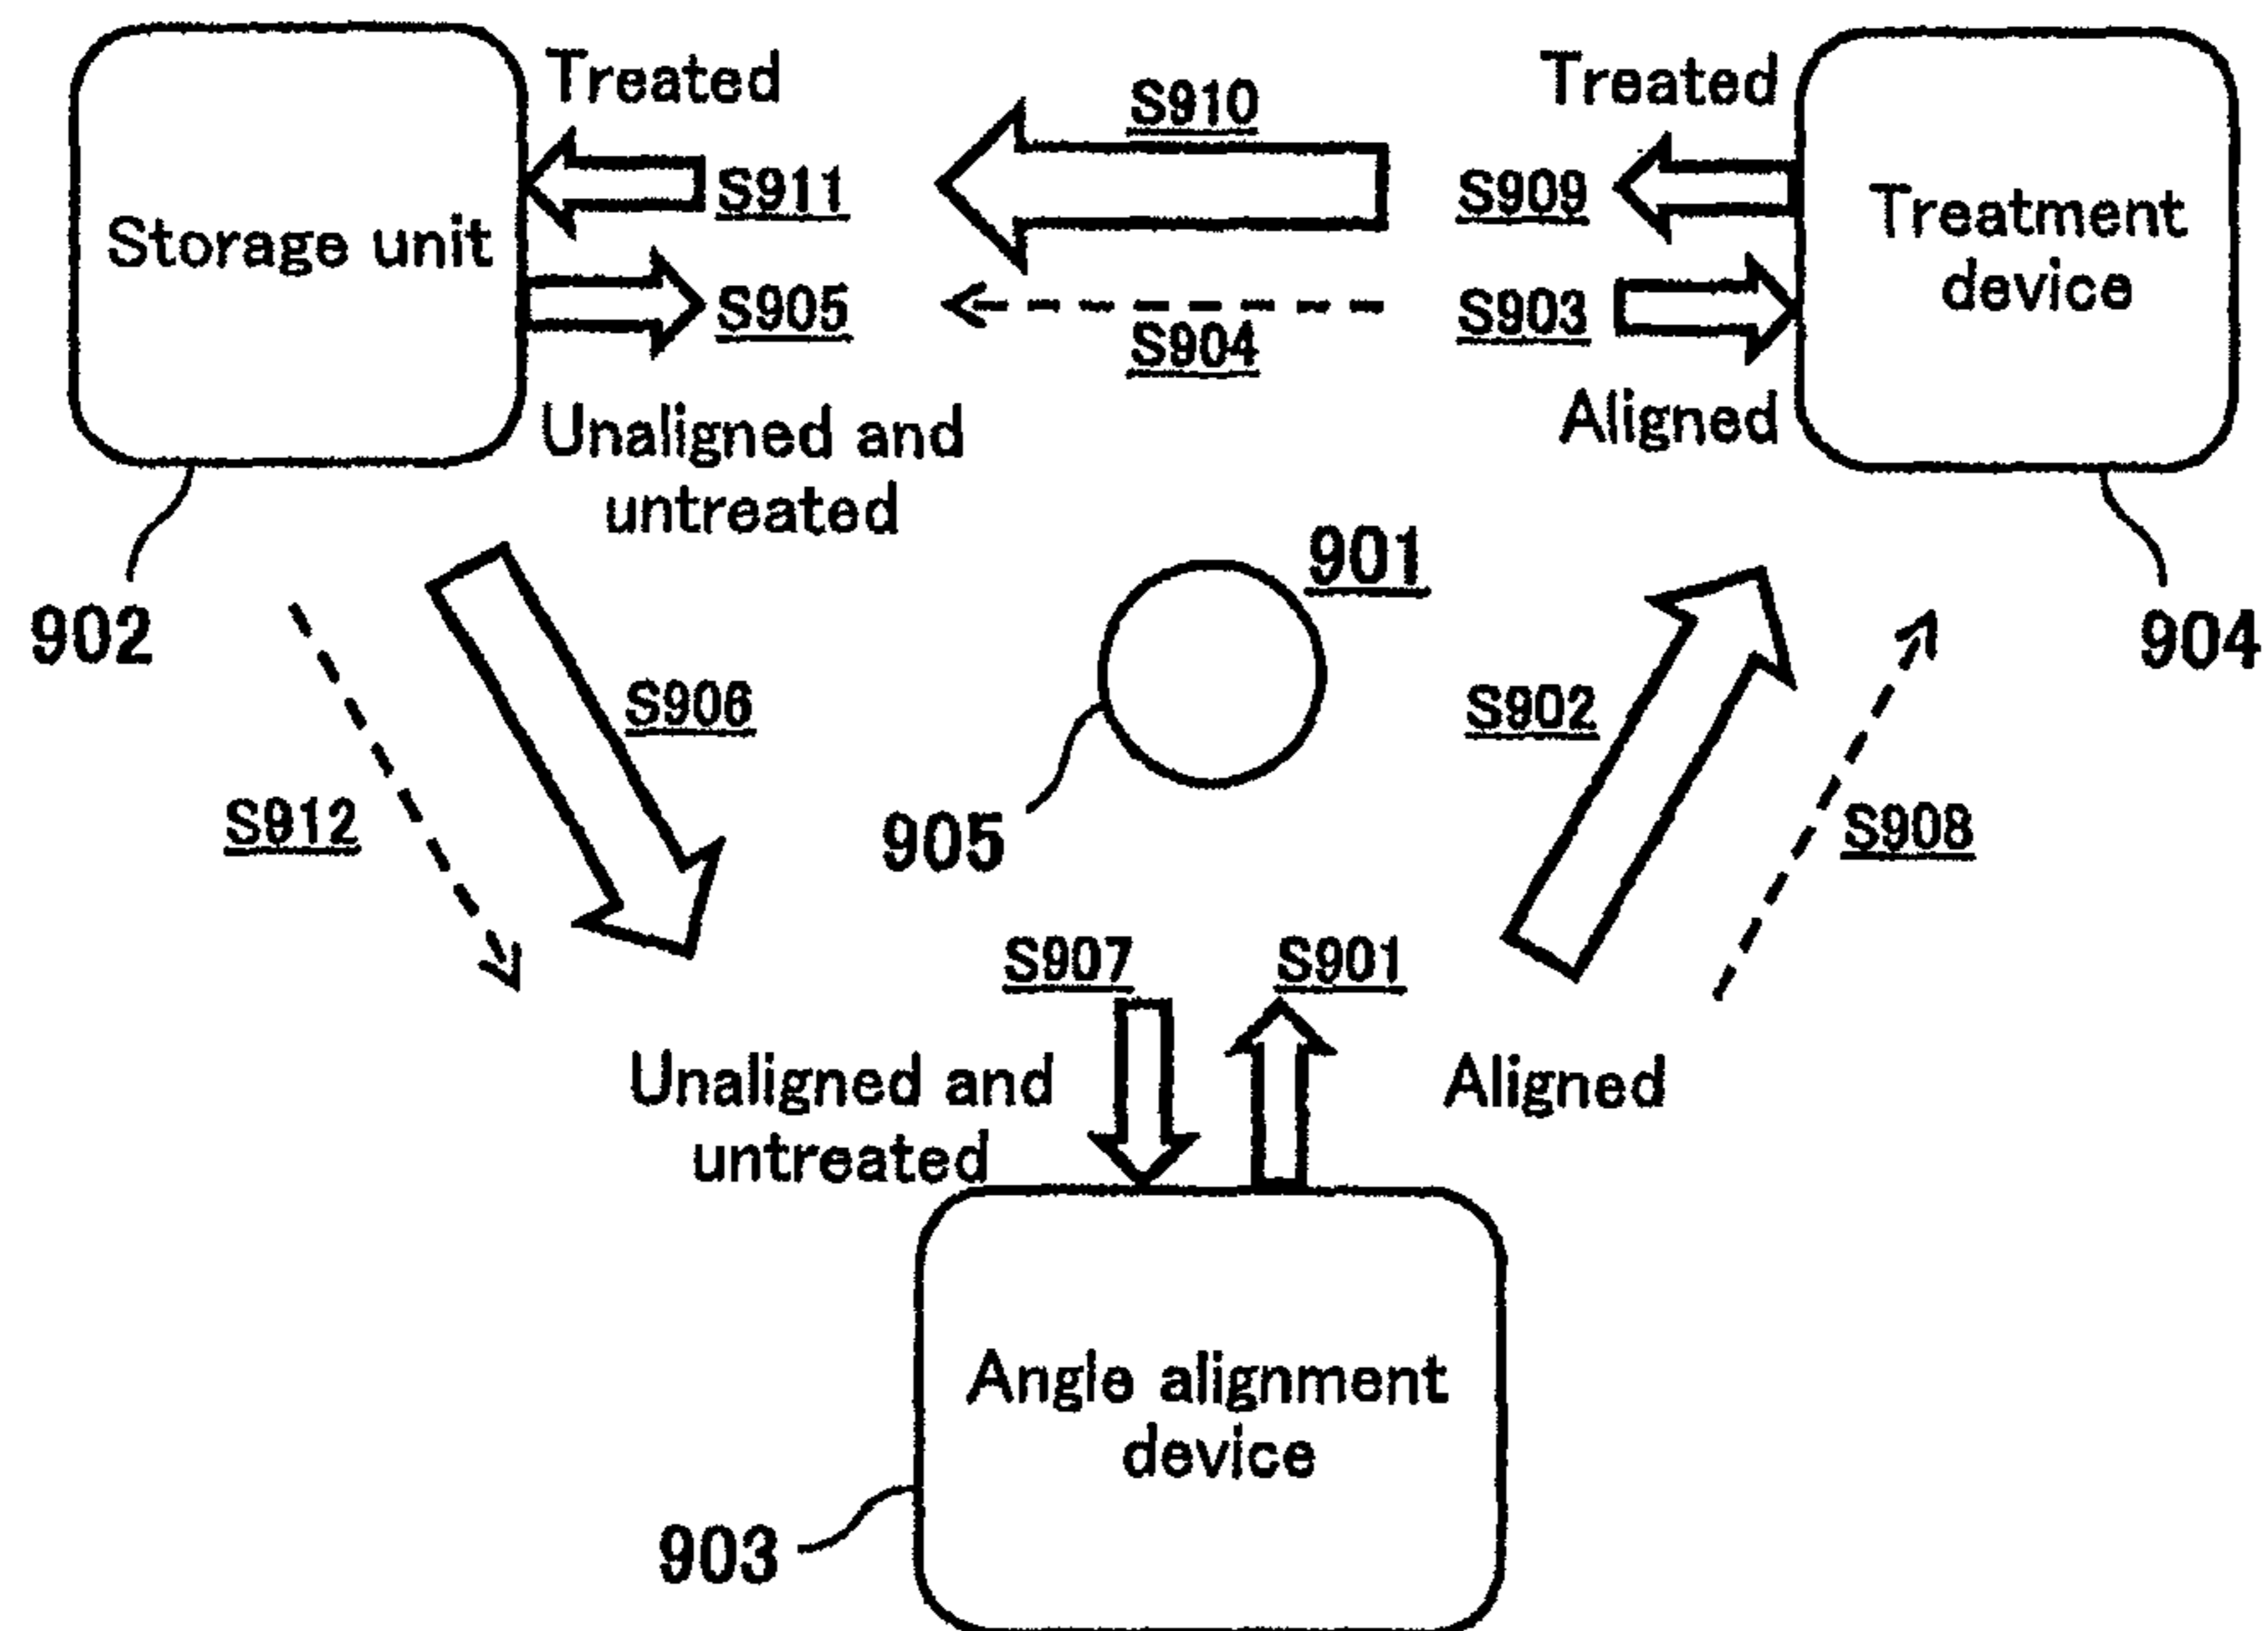 Treated
S910
Treated
S911
S909
Storage unit
Treatment
device
S905
S904
S903
Unaligned and
untreated
Aligned
901
902
904
S906
S902
S912
905
S908
S907
S901
Unaligned and
untreated
Aligned
Angle alignment
device
903